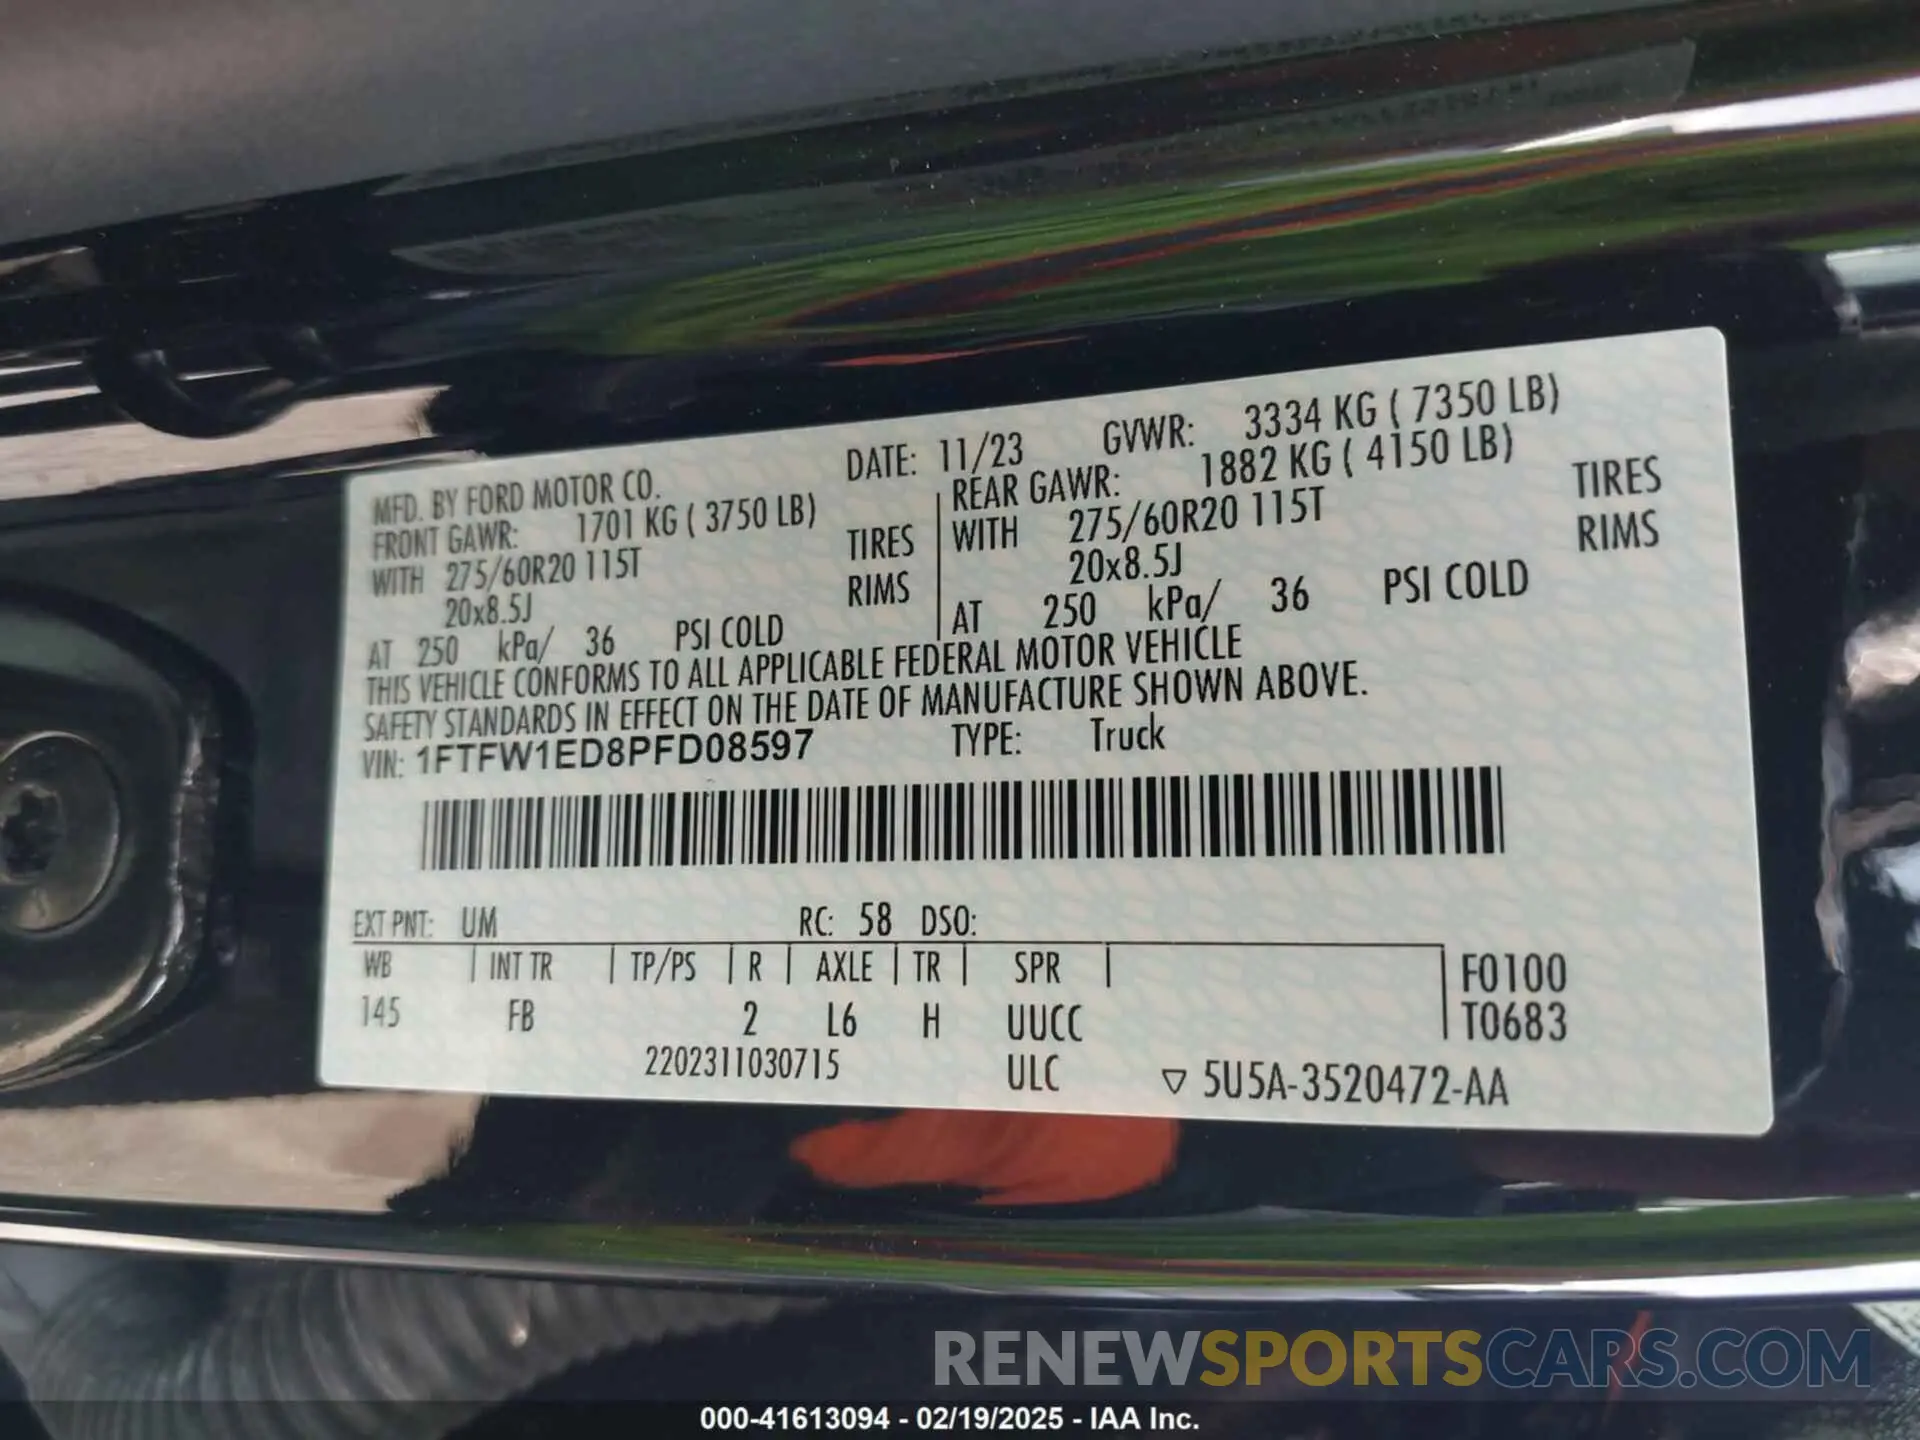 MFD. BY FORD MOTOR CO. DATE: 11/23 GVWR: 3334 KG ( 7350 LB)
FRONT GAWR: 1701 KG ( 3750 LB) REAR GAWR: 1882 KG ( 4150 LB)
WITH 275/60R20 115T TIRES WITH 275/60R20 115T TIRES
20x8.5J RIMS 20x8.5J RIMS
AT 250 kPa/ 36 PSI COLD AT 250 kPa/ 36 PSI COLD
THIS VEHICLE CONFORMS TO ALL APPLICABLE FEDERAL MOTOR VEHICLE
SAFETY STANDARDS IN EFFECT ON THE DATE OF MANUFACTURE SHOWN ABOVE.
VIN: 1FTFW1ED8PFD08597 TYPE: Truck
EXT PNT: UM RC: 58 DSO:
WB INT TR TP/PS R AXLE TR SPR F0100
145 FB 2 L6 H UUCC T0683
2202311030715 ULC ▽ 5U5A-3520472-AA
RENEWSPORTSCARS.COM
000-41613094 - 02/19/2025 - IAA Inc.